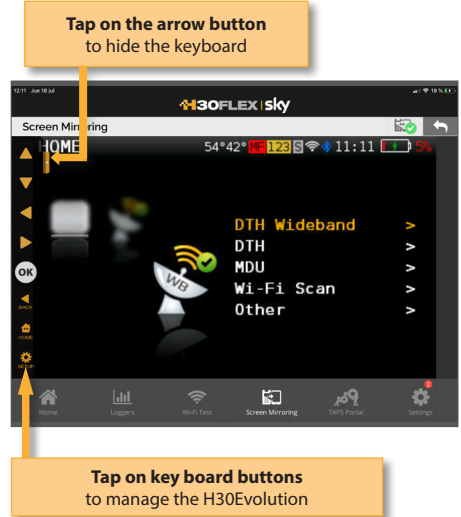 Tap on the arrow button
to hide the keyboard
12:11 Jue 18 jul
18 %
H30FLEX | sky
Screen Mirroring
HOME 54°42° MF 123 S 11:11 5%
DTH Wideband >
DTH >
MDU >
Wi-Fi Scan >
Other >
WB
OK
BACK
HOME
SETUP
2
Home Loggers Wi-Fi Test Screen Mirroring TAPS Portal Settings
Tap on key board buttons
to manage the H30Evolution